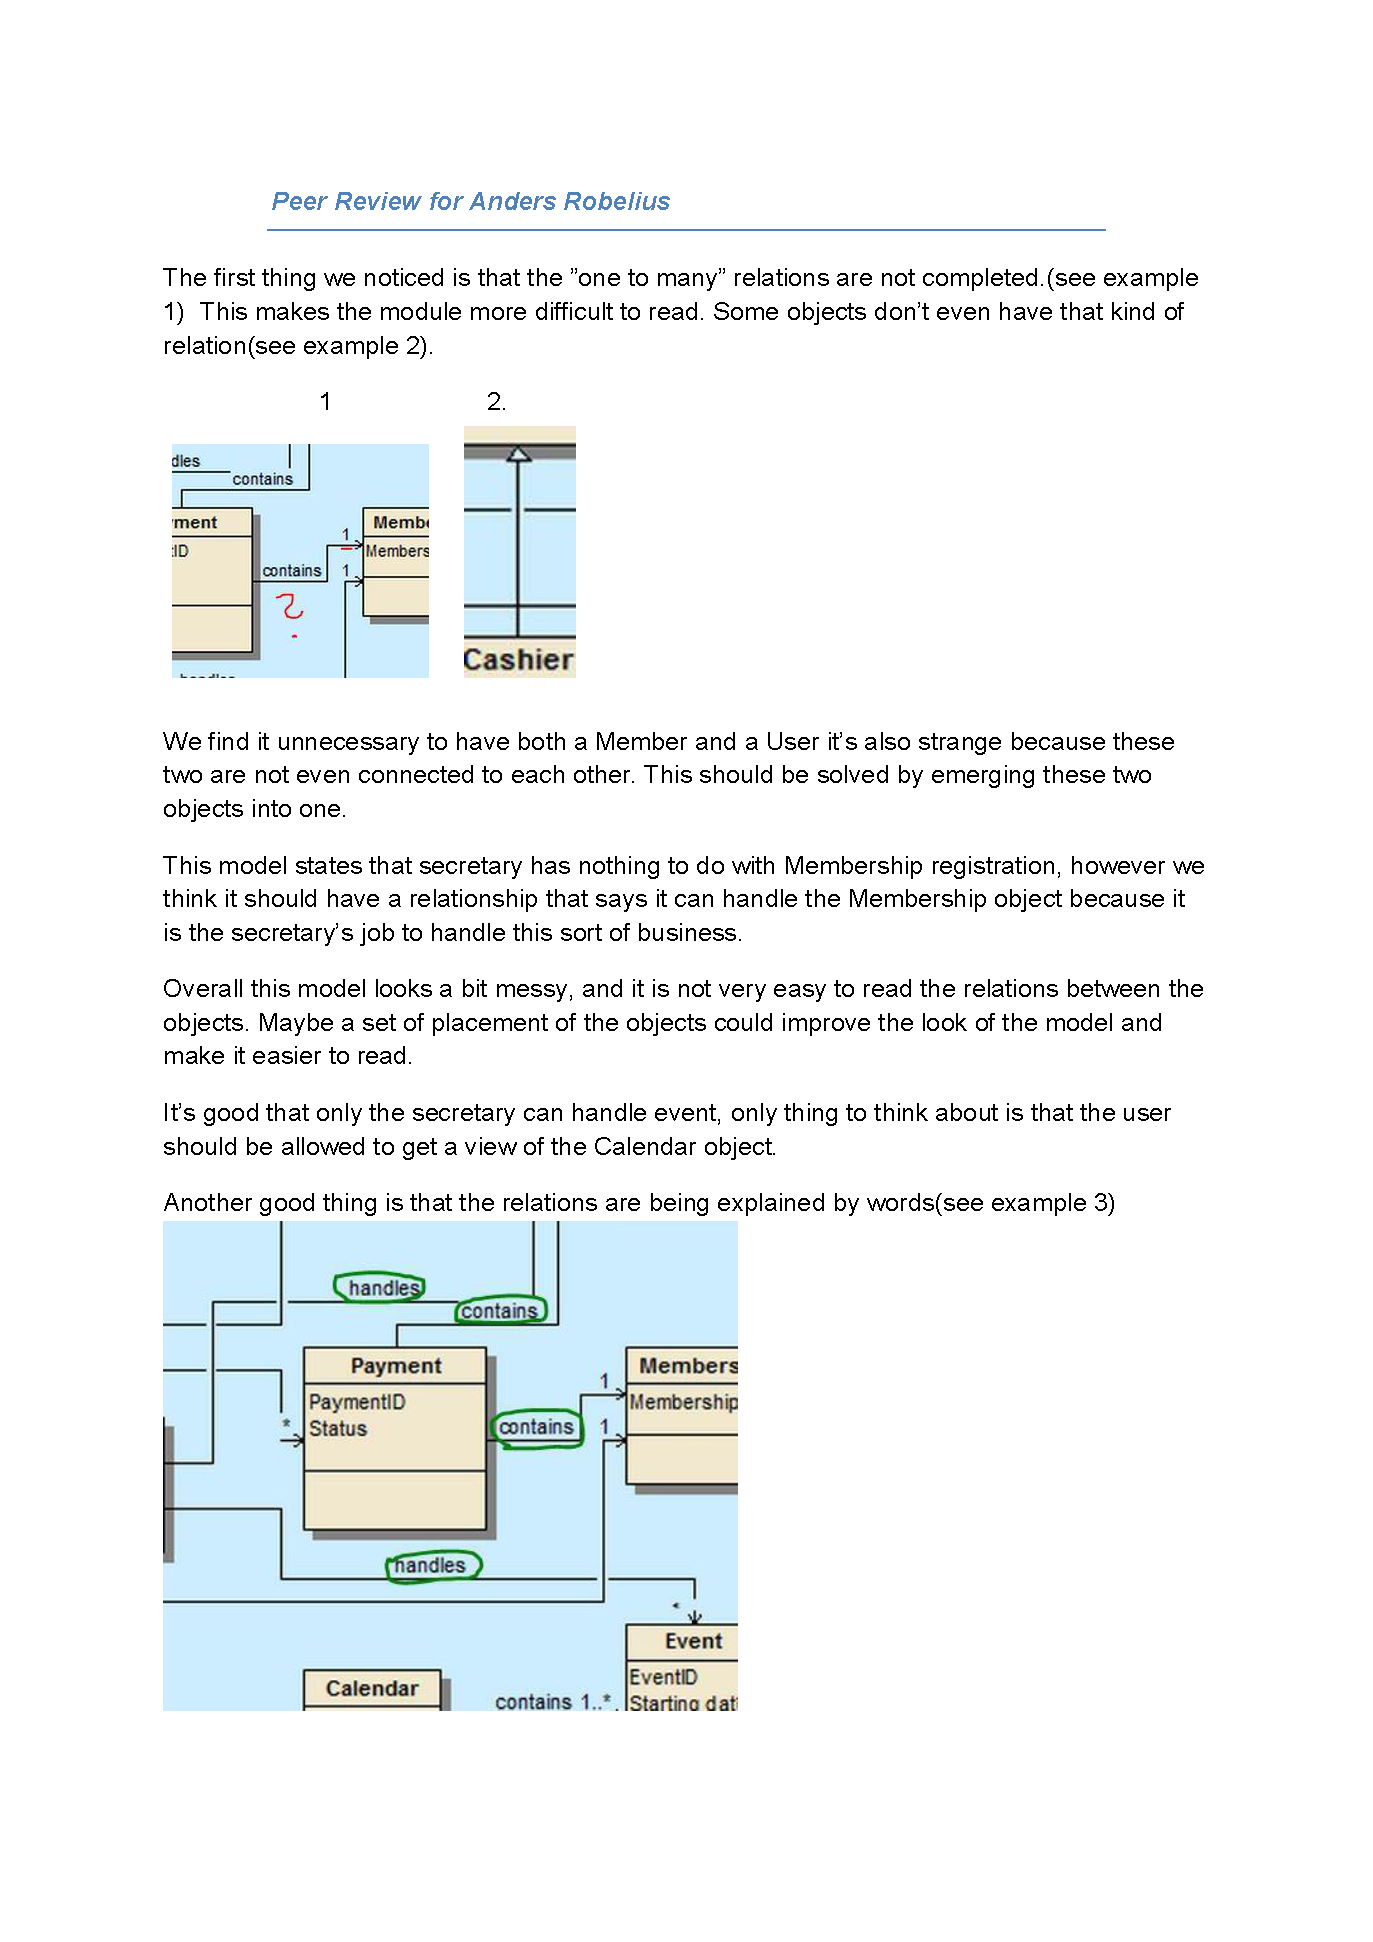 Peer Review for Anders Robelius
The first thing we noticed is that the ”one to many” relations are not completed.(see example
1)  This makes the module more difficult to read. Some objects don’t even have that kind of
relation(see example 2).
1 2.
dles
contains
ment
Membe
tID
1
Members
contains
1
?
Cashier
We find it unnecessary to have both a Member and a User it’s also strange because these
two are not even connected to each other. This should be solved by emerging these two
objects into one.
This model states that secretary has nothing to do with Membership registration, however we
think it should have a relationship that says it can handle the Membership object because it
is the secretary’s job to handle this sort of business.
Overall this model looks a bit messy, and it is not very easy to read the relations between the
objects. Maybe a set of placement of the objects could improve the look of the model and
make it easier to read.
It’s good that only the secretary can handle event, only thing to think about is that the user
should be allowed to get a view of the Calendar object.
Another good thing is that the relations are being explained by words(see example 3)
handles
contains
Payment
Members
PaymentID
1
Membership
*
Status
contains
1
handles
Event
EventID
Calendar
contains 1..*
Starting dat